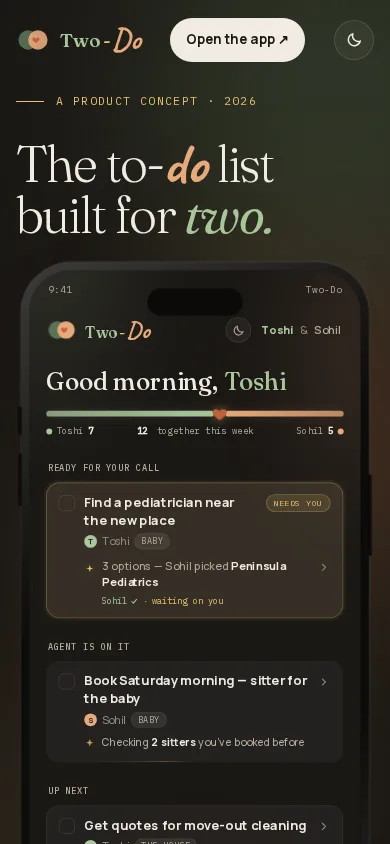 Two-Do
Open the app ↗
A PRODUCT CONCEPT · 2026
The to-do list
built for two.
9:41
Two-Do
Two-Do
Toshi & Sohil
Good morning, Toshi
Toshi 7
12 together this week
Sohil 5
READY FOR YOUR CALL
Find a pediatrician near
the new place
NEEDS YOU
T Toshi BABY
3 options — Sohil picked Peninsula
Pediatrics
Sohil ✓ · waiting on you
AGENT IS ON IT
Book Saturday morning — sitter for
the baby
S Sohil BABY
Checking 2 sitters you've booked before
UP NEXT
Get quotes for move-out cleaning